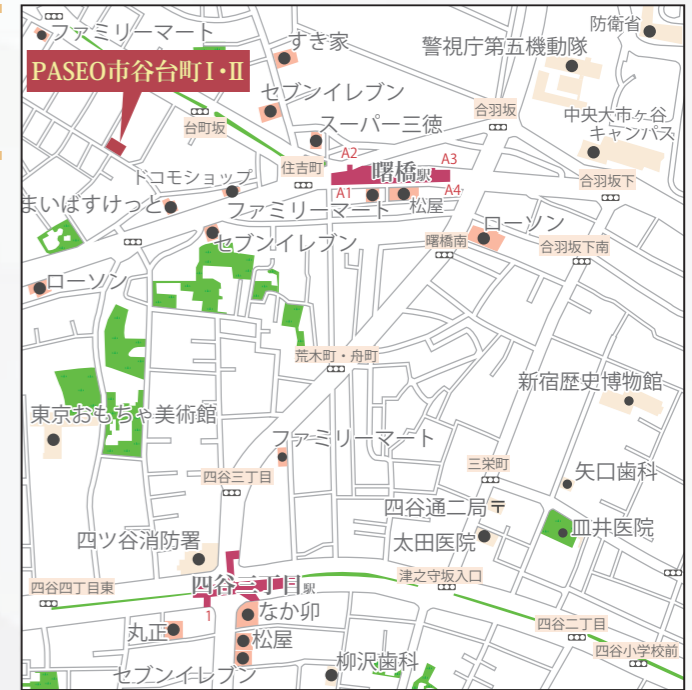 ファミリーマート
防衛省
すき家
警視庁第五機動隊
PASEO市谷台町I・II
セブンイレブン
台町坂
合羽坂
スーパー三徳
中央大市ヶ谷
キャンパス
A2
A3
住吉町
曙橋駅
ドコモショップ
合羽坂下
A1
A4
まいばすけっと
ファミリーマート
松屋
ローソン
セブンイレブン
曙橋南
合羽坂下南
ローソン
荒木町・舟町
新宿歴史博物館
東京おもちゃ美術館
ファミリーマート
三栄町
四谷三丁目
矢口歯科
四谷通二局〒
皿井医院
四ツ谷消防署
太田医院
四谷四丁目東
四谷三丁目駅
津之守坂入口
1
なか卯
丸正
四谷二丁目
松屋
四谷小学校前
柳沢歯科
セブンイレブン